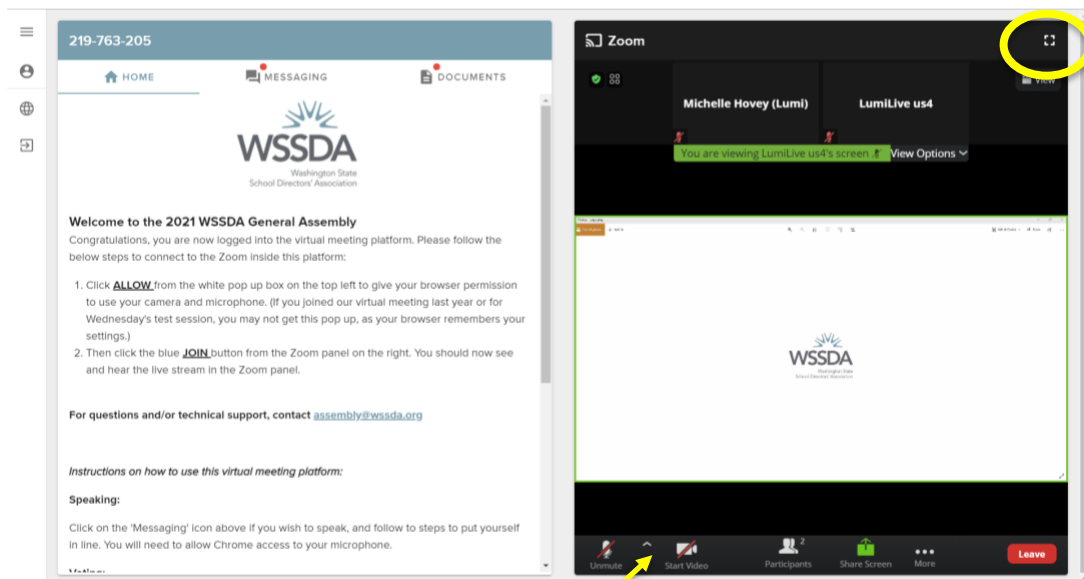 219-763-205
HOME
MESSAGING
DOCUMENTS
WSSDA
Washington State
School Directors' Association
Welcome to the 2021 WSSDA General Assembly
Congratulations, you are now logged into the virtual meeting platform. Please follow the
below steps to connect to the Zoom inside this platform:
1. Click ALLOW from the white pop up box on the top left to give your browser permission
to use your camera and microphone. (If you joined our virtual meeting last year or for
Wednesday's test session, you may not get this pop up, as your browser remembers your
settings.)
2. Then click the blue JOIN button from the Zoom panel on the right. You should now see
and hear the live stream in the Zoom panel.
For questions and/or technical support, contact assembly@wssda.org
Instructions on how to use this virtual meeting platform:
Speaking:
Click on the 'Messaging' icon above if you wish to speak, and follow to steps to put yourself
in line. You will need to allow Chrome access to your microphone.
Voting:
Zoom
View
Michelle Hovey (Lumi)
LumiLive us4
You are viewing LumiLive us4's screen
View Options
WSSDA
Washington State
School Directors' Association
Unmute
Start Video
Participants
2
Share Screen
More
Leave